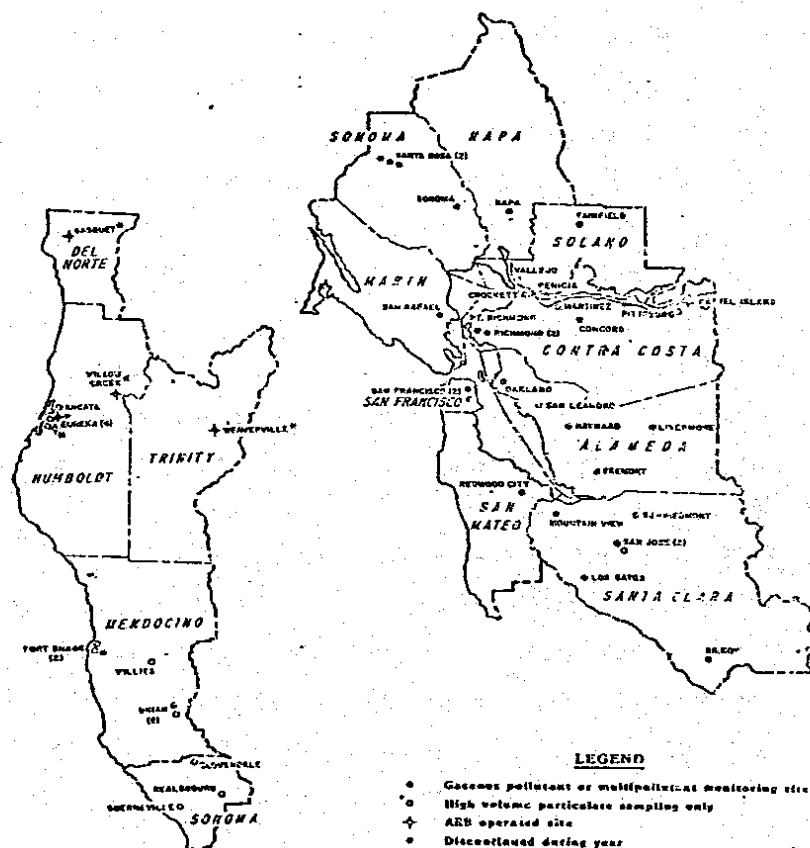 SONOMA
NAPA
SANTA ROSA (2)
SONOMA
NAPA
FAIRFIELD
SOLANO
GASQUET*
DEL
NORTE
MARIN
VALLEJO
BENICIA
CROCKETT
MARTINEZ
PITTSBURG
BETHEL ISLAND
SAN RAFAEL
PT. RICHMOND
RICHMOND (2)
CONCORD
CONTRA COSTA
WILLOW
CREEK
SAN FRANCISCO (2)
SAN FRANCISCO
OAKLAND
SAN LEANDRO
ARCATA
EUREKA (4)
WEAVERVILLE*
HAYWARD
LIVERMORE
ALAMEDA
HUMBOLDT
TRINITY
FREMONT
REDWOOD CITY
SAN
MATEO
MOUNTAIN VIEW
SAN JOSE (2)
LOS GATOS
SANTA CLARA
MENDOCINO
FORT BRAGG
(2)
WILLITS
GILROY
UKIAH
(2)
CLOVERDALE
HEALDSBURG
GUERNEVILLE
SONOMA
LEGEND
Gaseous pollutant or multipollutant monitoring site
High volume particulate sampling only
ARB operated site
* Discontinued during year